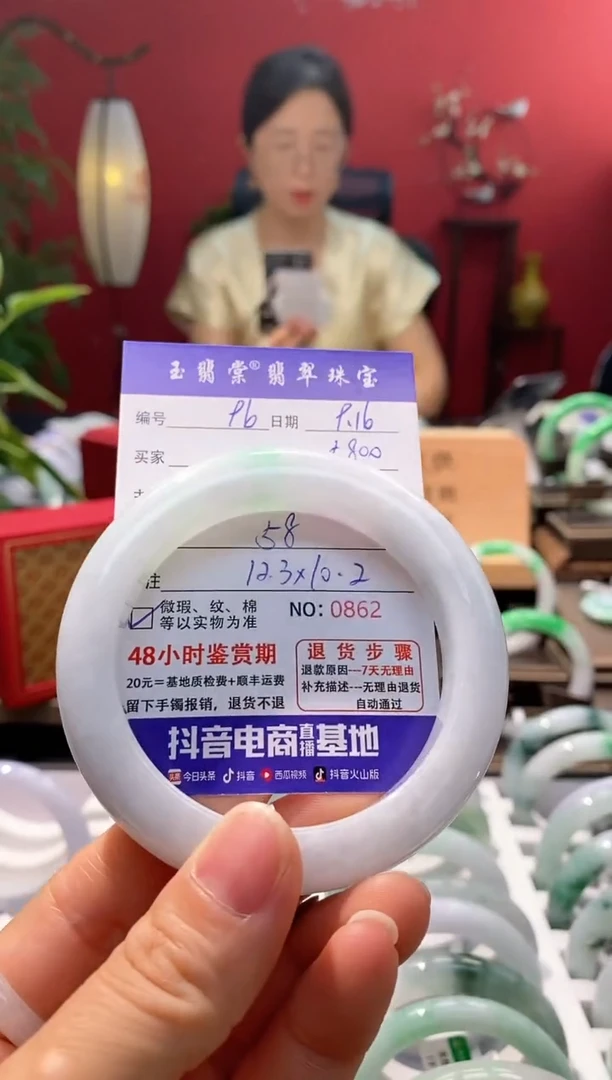 玉翡棠®翡翠珠宝
编号 96 日期 9.16
买家 +800
58
注 12.3x10.2
微瑕、纹、棉
等以实物为准
NO: 0862
48小时鉴赏期
20元=基地质检费+顺丰运费
留下手镯报销，退货不退
退货步骤
退款原因---7天无理由
补充描述---无理由退货
自动通过
抖音电商直播基地
头条 今日头条 抖音 西瓜视频 抖音火山版